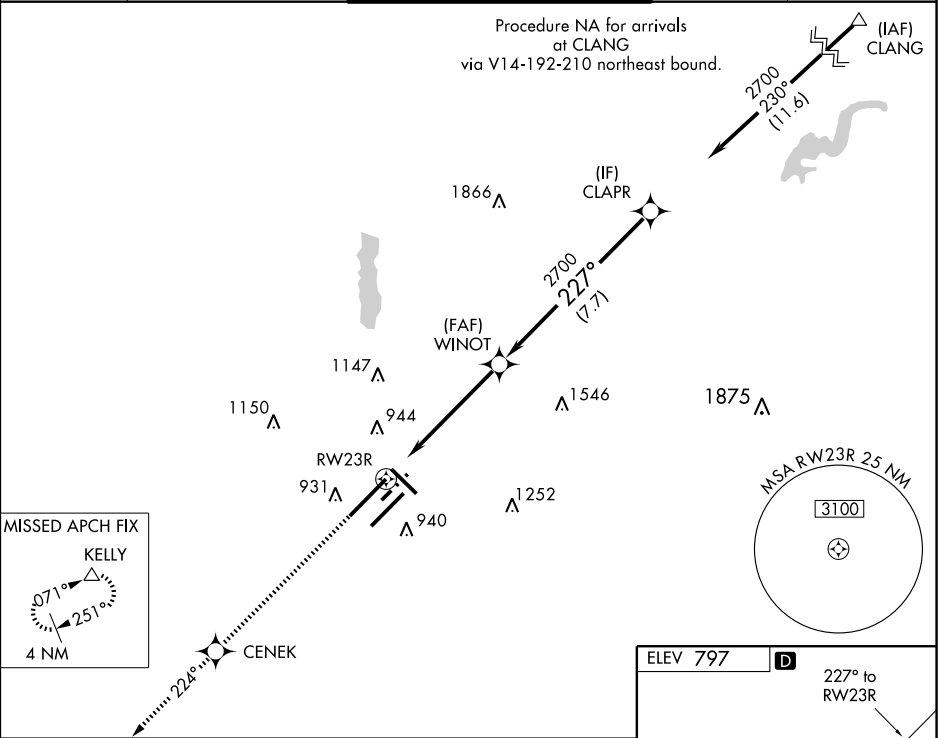 Procedure NA for arrivals
at CLANG
via V14-192-210 northeast bound.
(IAF)
CLANG
2700
230°
(11.6)
(IF)
CLAPR
1866
2700
227°
(7.7)
(FAF)
WINOT
1147
1150
944
1546
1875
RW23R
931
1252
940
MSA RW23R 25 NM
3100
MISSED APCH FIX
KELLY
071°
251°
4 NM
CENEK
224°
ELEV 797
D
227° to
RW23R